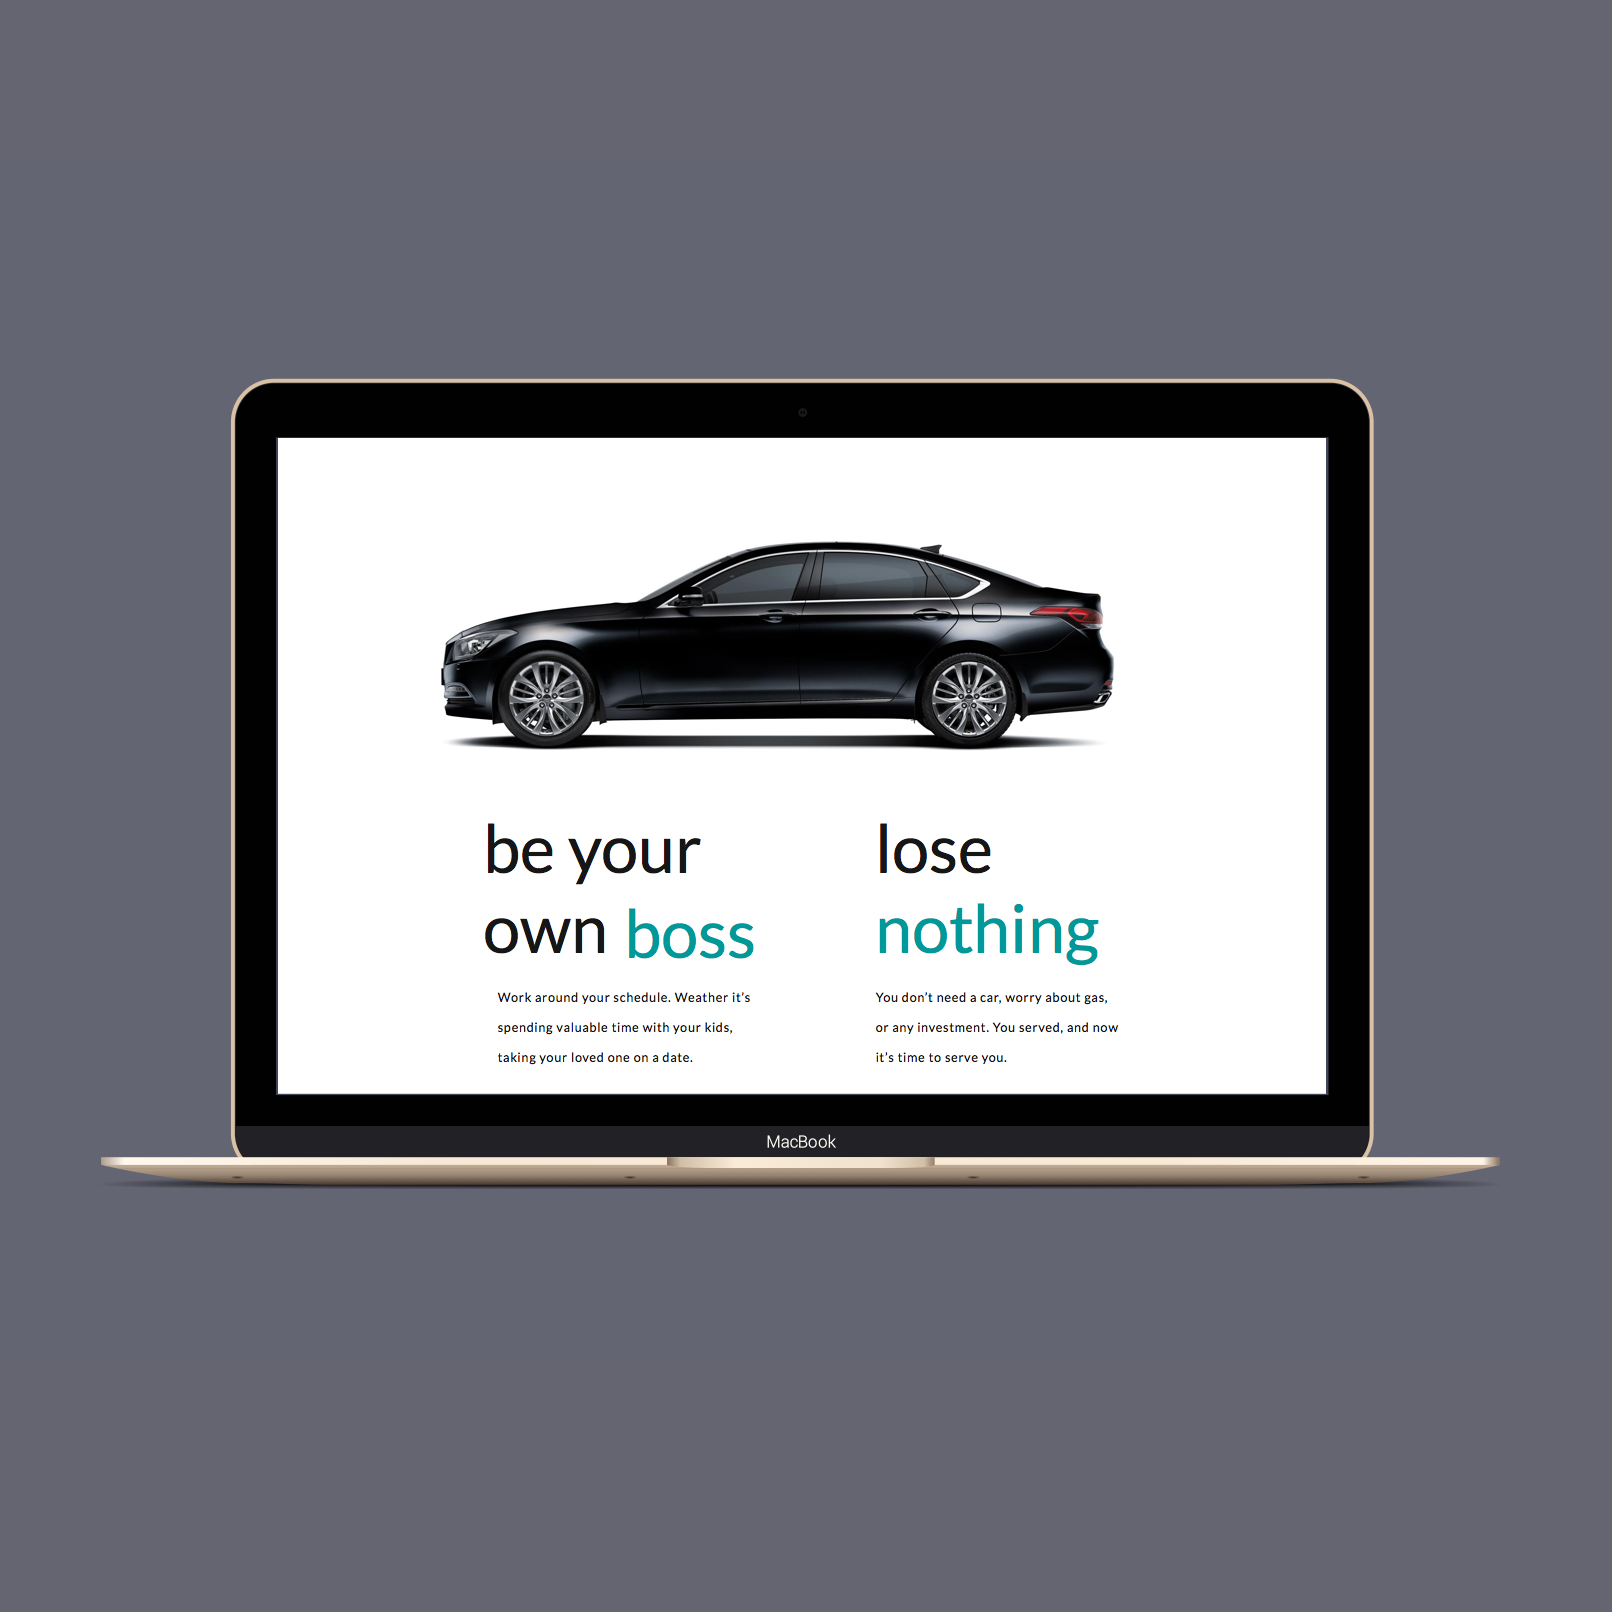 be your
own boss
Work around your schedule. Weather it's
spending valuable time with your kids,
taking your loved one on a date.
lose
nothing
You don't need a car, worry about gas,
or any investment. You served, and now
it's time to serve you.
MacBook